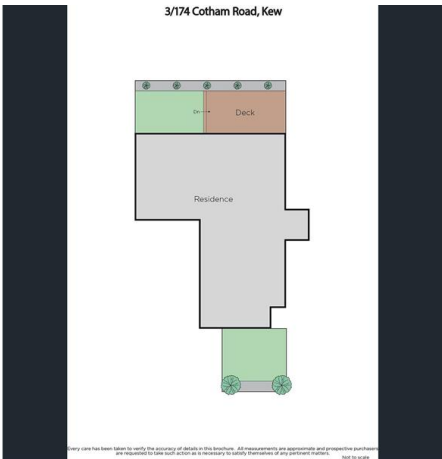 3/174 Cotham Road, Kew
Dn
Deck
Residence
Every care has been taken to verify the accuracy of details in this brochure. All measurements are approximate and prospective purchasers
are requested to take such action as is necessary to satisfy themselves of any pertinent matters.
Not to scale